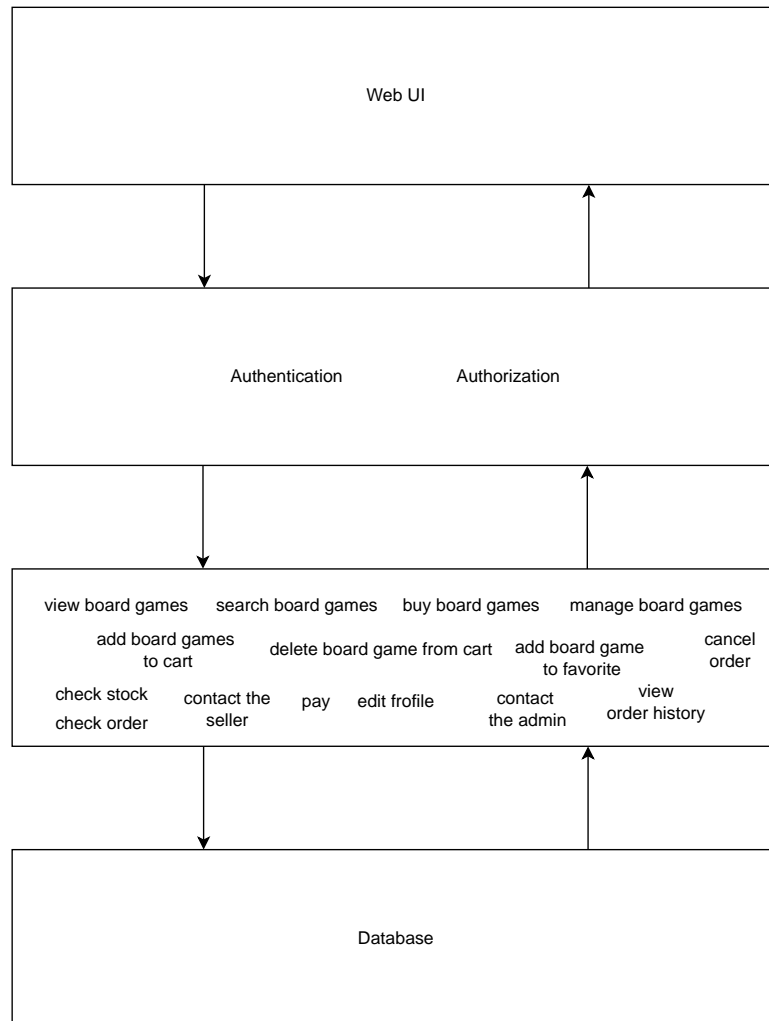 Web UI
Authentication
Authorization
view board games
search board games
buy board games
manage board games
add board games
to cart
delete board game from cart
add board game
to favorite
cancel
order
check stock
check order
contact the
seller
pay
edit frofile
contact
the admin
view
order history
Database